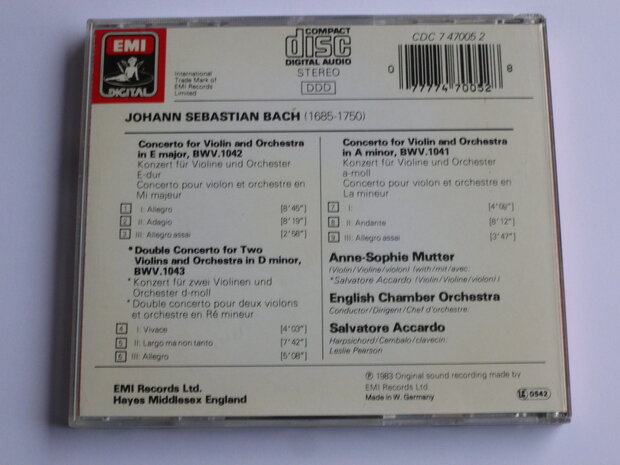 EMI
DIGITAL
International
Trade Mark of
EMI Records
Limited
COMPACT
disc
DIGITAL AUDIO
STEREO
DDD
CDC 7 47005 2
0 77774 70052 8
JOHANN SEBASTIAN BACH (1685-1750)
Concerto for Violin and Orchestra
in E major, BWV.1042
Konzert für Violine und Orchester
E-dur
Concerto pour violon et orchestre en
Mi majeur
1 I: Allegro [8'45"]
2 II: Adagio [8'19"]
3 III: Allegro assai [2'58"]
* Double Concerto for Two
Violins and Orchestra in D minor,
BWV.1043
* Konzert für zwei Violinen und
Orchester d-moll
* Double concerto pour deux violons
et orchestre en Ré mineur
4 I: Vivace [4'03"]
5 II: Largo ma non tanto [7'42"]
6 III: Allegro [5'08"]
Concerto for Violin and Orchestra
in A minor, BWV.1041
Konzert für Violine und Orchester
a-moll
Concerto pour violon et orchestre en
La mineur
7 I:
8 II: Andante [8'12"]
9 III: Allegro assai [3'47"]
Anne-Sophie Mutter
(Violin/Violine/violon) (with/mit/avec:
*Salvatore Accardo (Violin/Violine/violon))
English Chamber Orchestra
Conductor/Dirigent/Chef d'orchestre:
Salvatore Accardo
Harpsichord/Cembalo/clavecin:
Leslie Pearson
EMI Records Ltd.
Hayes Middlesex England
℗ 1983 Original sound recording made by
EMI Records Ltd.
Made in W. Germany
LC 0542